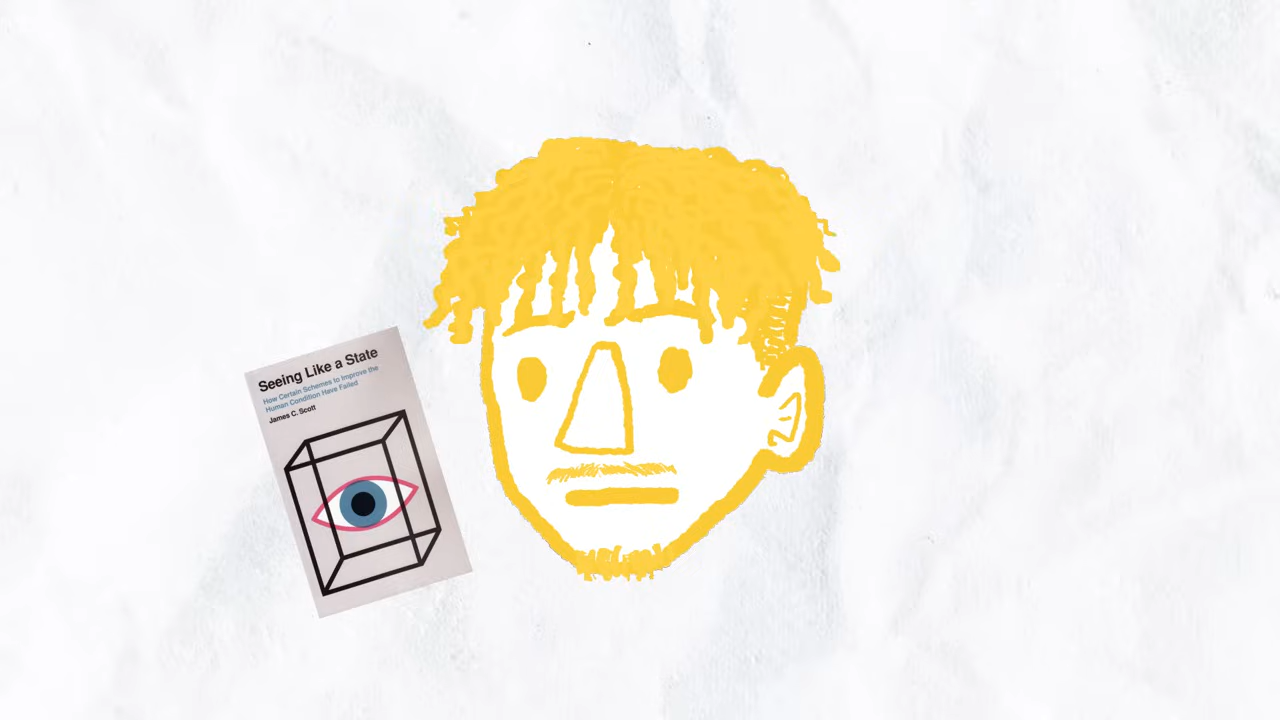 Seeing Like a State
How Certain Schemes to Improve the
Human Condition Have Failed
James C. Scott